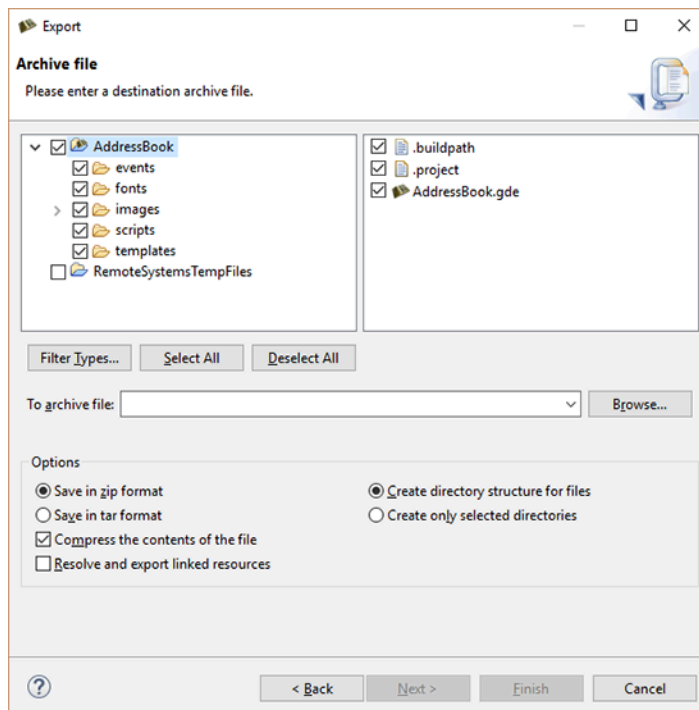 Export
Archive file
Please enter a destination archive file.
AddressBook
events
fonts
images
scripts
templates
RemoteSystemsTempFiles
.buildpath
.project
AddressBook.gde
Filter Types...
Select All
Deselect All
To archive file:
Browse...
Options
Save in zip format
Save in tar format
Compress the contents of the file
Resolve and export linked resources
Create directory structure for files
Create only selected directories
?
< Back
Next >
Finish
Cancel